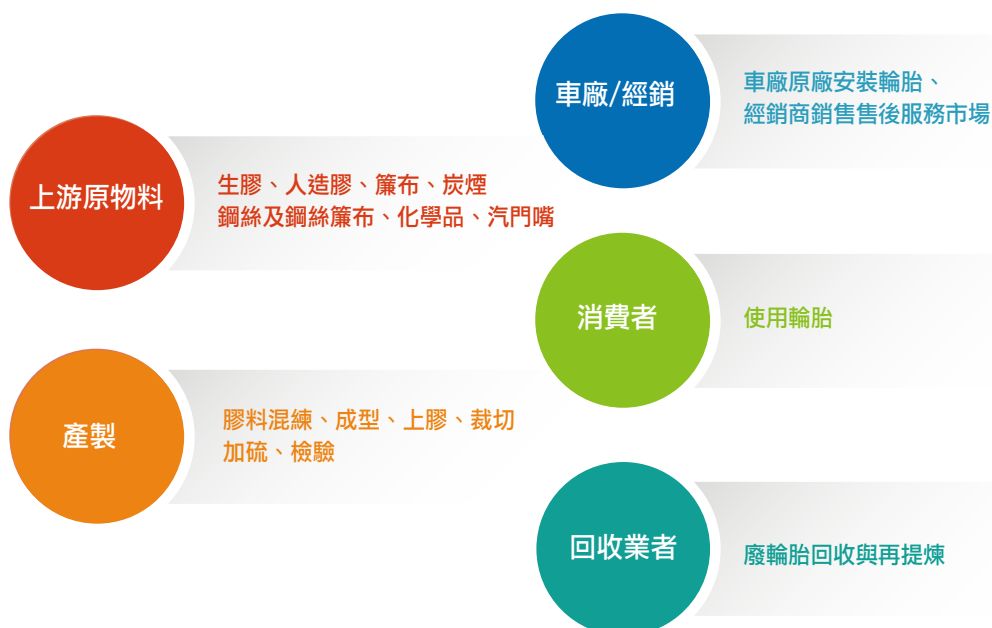 上游原物料
生膠、人造膠、簾布、炭煙
鋼絲及鋼絲簾布、化學品、汽門嘴
產製
膠料混練、成型、上膠、裁切
加硫、檢驗
車廠/經銷
車廠原廠安裝輪胎、
經銷商銷售售後服務市場
消費者
使用輪胎
回收業者
廢輪胎回收與再提煉